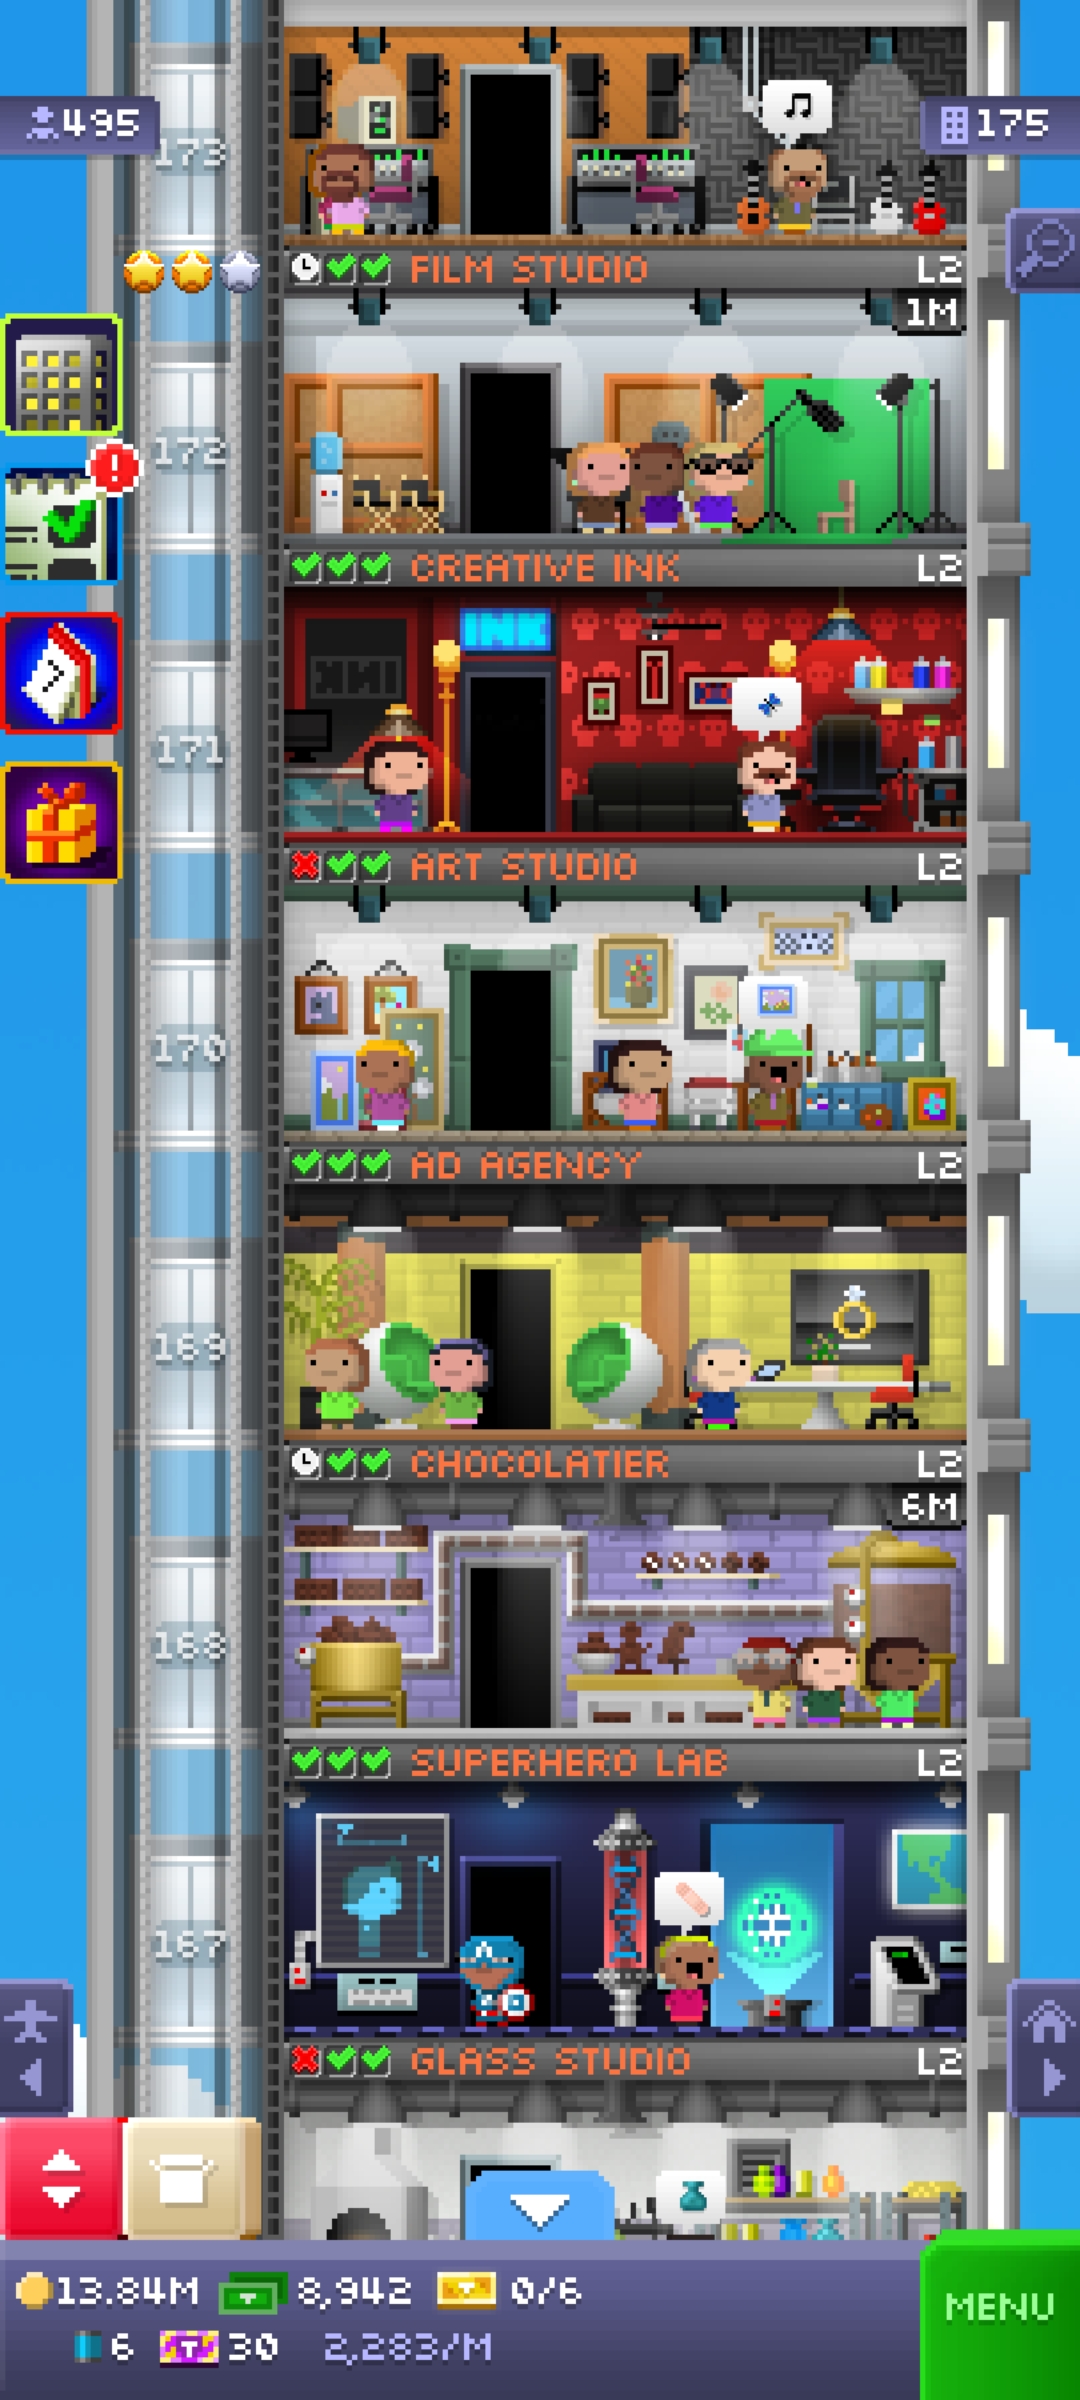 495
175
173
FILM STUDIO L2
1M
172
CREATIVE INK L2
INK
171
ART STUDIO L2
170
AD AGENCY L2
169
CHOCOLATIER L2
6M
168
SUPERHERO LAB L2
167
GLASS STUDIO L2
13.84M 8,942 0/6
6 30 2,283/M
MENU